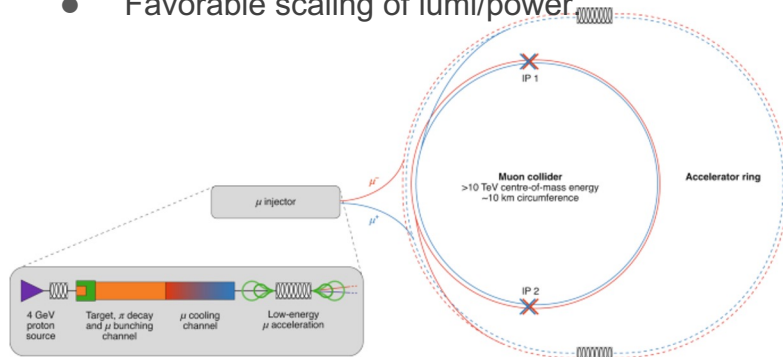 ● Favorable scaling of lumi/power.
IP 1
Muon collider
>10 TeV centre-of-mass energy
~10 km circumference
Accelerator ring
μ⁻
μ injector
μ⁺
IP 2
4 GeV
proton
source
Target, π decay
and μ bunching
channel
μ cooling
channel
Low-energy
μ acceleration